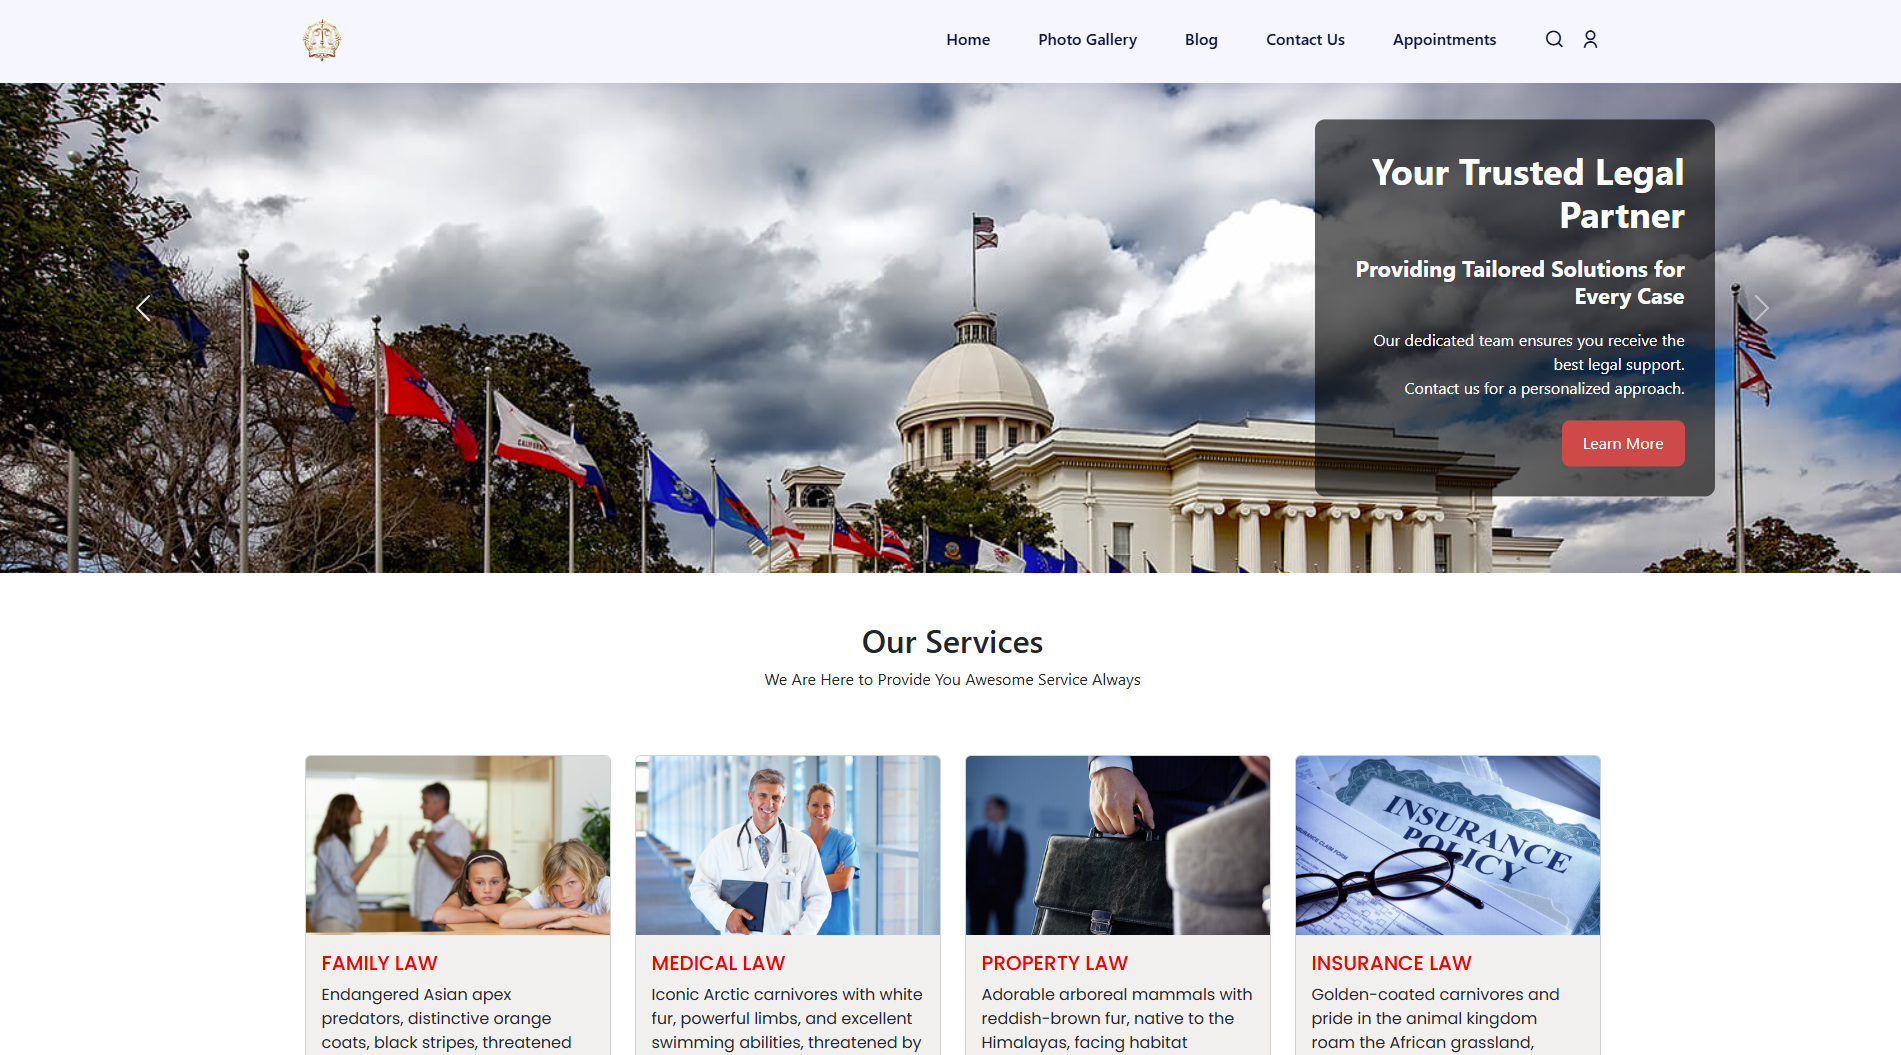 Home Photo Gallery Blog Contact Us Appointments
Your Trusted Legal
Partner
Providing Tailored Solutions for
Every Case
Our dedicated team ensures you receive the
best legal support.
Contact us for a personalized approach.
Learn More
CALIFORNIA
Our Services
We Are Here to Provide You Awesome Service Always
INSURANCE
POLICY
FAMILY LAW
Endangered Asian apex
predators, distinctive orange
coats, black stripes, threatened
MEDICAL LAW
Iconic Arctic carnivores with white
fur, powerful limbs, and excellent
swimming abilities, threatened by
PROPERTY LAW
Adorable arboreal mammals with
reddish-brown fur, native to the
Himalayas, facing habitat
INSURANCE LAW
Golden-coated carnivores and
pride in the animal kingdom
roam the African grassland,